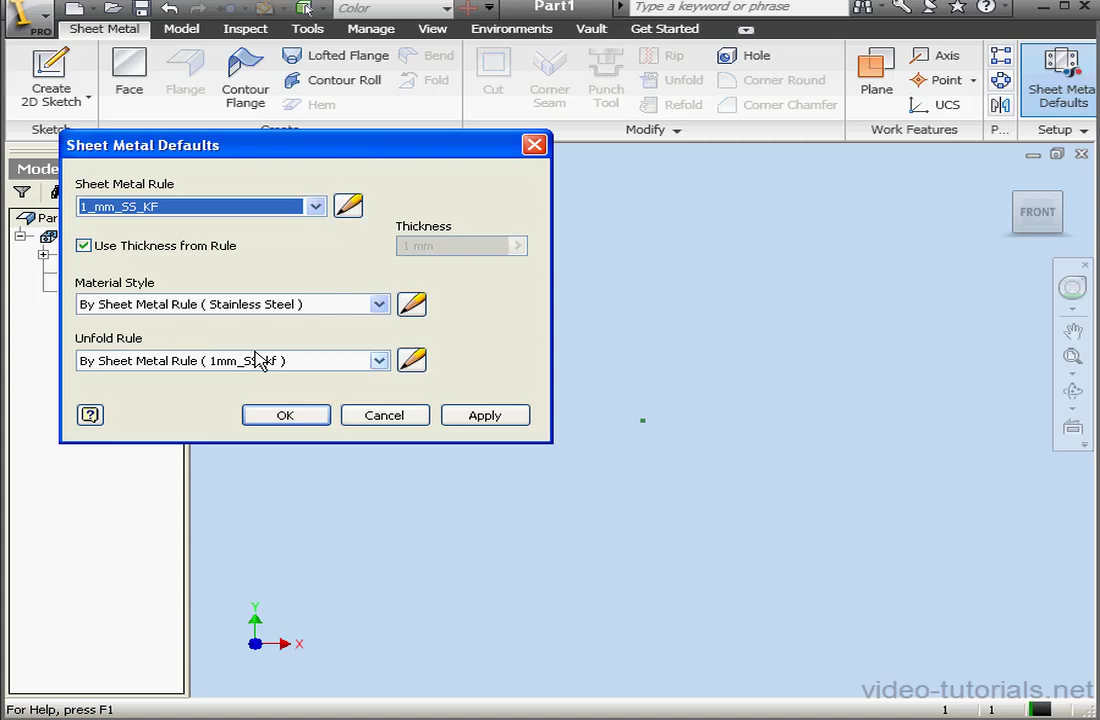 PRO
Color
Part1
Type a keyword or phrase
Sheet Metal Model Inspect Tools Manage View Environments Vault Get Started
Create
2D Sketch
Face
Flange
Contour
Flange
Lofted Flange
Contour Roll
Hem
Bend
Fold
Cut
Corner
Seam
Punch
Tool
Rip
Unfold
Refold
Hole
Corner Round
Corner Chamfer
Plane
Axis
Point
UCS
Sheet Meta
Defaults
Sketch Create Modify Work Features P... Setup
Mode
Par
Sheet Metal Defaults
Sheet Metal Rule
1_mm_SS_KF
Thickness
Use Thickness from Rule
1 mm
Material Style
By Sheet Metal Rule ( Stainless Steel )
Unfold Rule
By Sheet Metal Rule ( 1mm_SS_kf )
OK Cancel Apply
FRONT
Y
X
video-tutorials.net
For Help, press F1
1 1